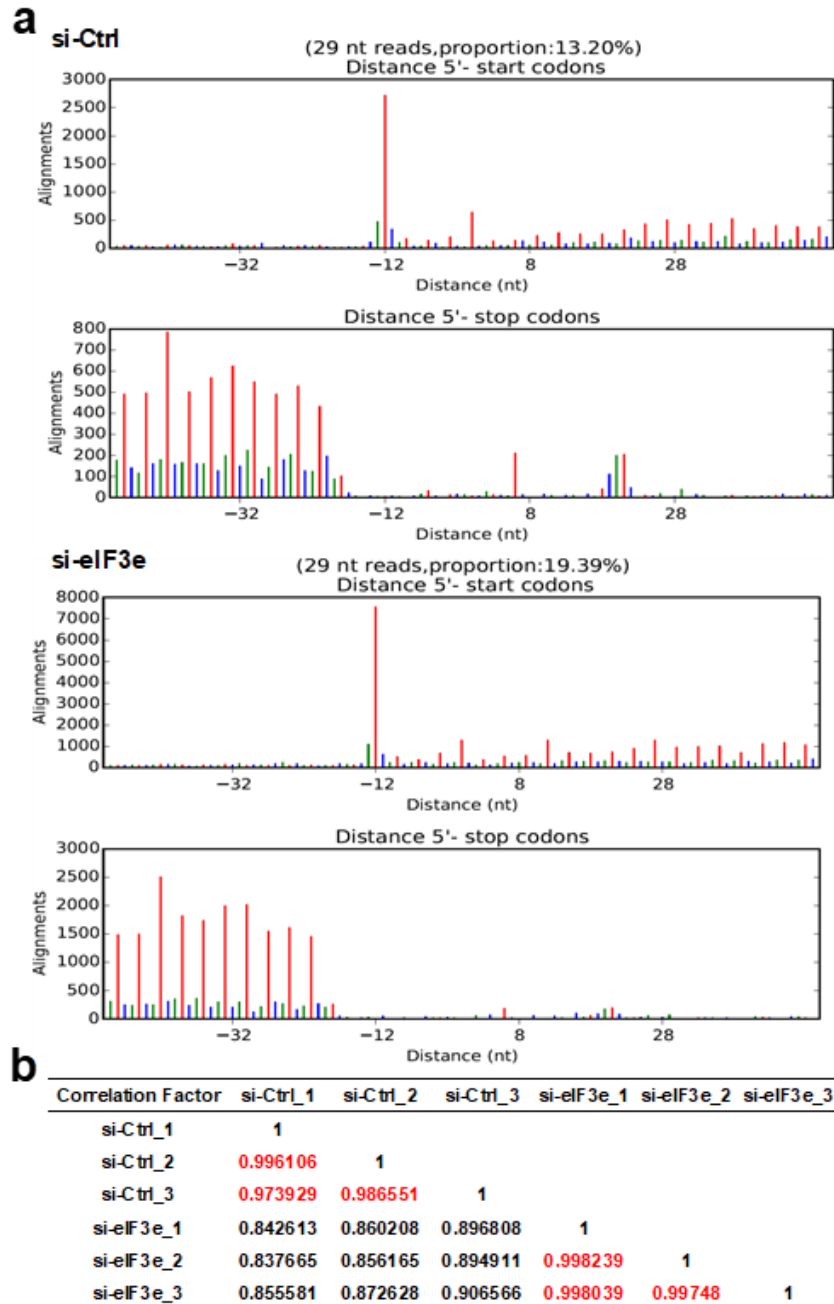 a
si-Ctrl
(29 nt reads,proportion:13.20%)
Distance 5'- start codons
3000
2500
2000
1500
1000
500
0
Alignments
−32 −12 8 28
Distance (nt)
Distance 5'- stop codons
800
700
600
500
400
300
200
100
0
Alignments
−32 −12 8 28
Distance (nt)
si-eIF3e
(29 nt reads,proportion:19.39%)
Distance 5'- start codons
8000
7000
6000
5000
4000
3000
2000
1000
0
Alignments
−32 −12 8 28
Distance (nt)
Distance 5'- stop codons
3000
2500
2000
1500
1000
500
0
Alignments
−32 −12 8 28
Distance (nt)
b
Correlation Factor si-Ctrl_1 si-Ctrl_2 si-Ctrl_3 si-eIF3e_1 si-eIF3e_2 si-eIF3e_3
si-Ctrl_1 1
si-Ctrl_2 0.996106 1
si-Ctrl_3 0.973929 0.986551 1
si-eIF3e_1 0.842613 0.860208 0.896808 1
si-eIF3e_2 0.837665 0.856165 0.894911 0.998239 1
si-eIF3e_3 0.855581 0.872628 0.906566 0.998039 0.99748 1